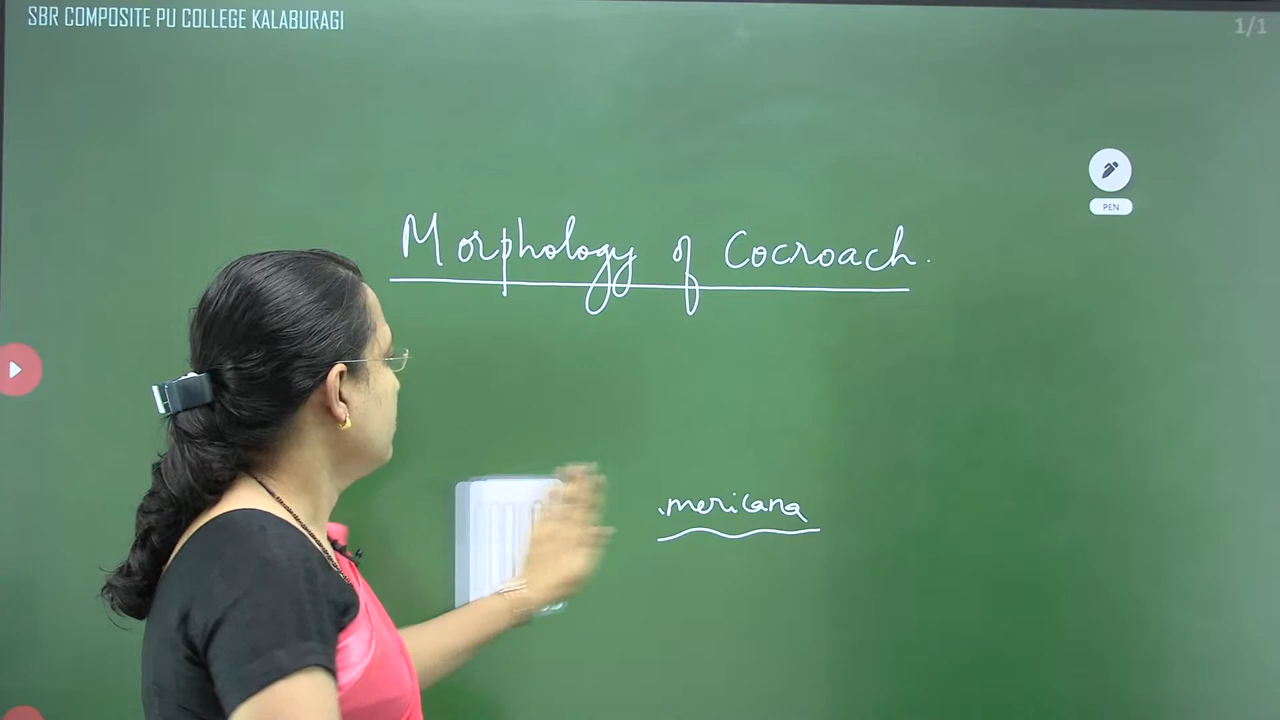 SBR COMPOSITE PU COLLEGE KALABURAGI
1/1
PEN
Morphology of Cocroach.
mericana